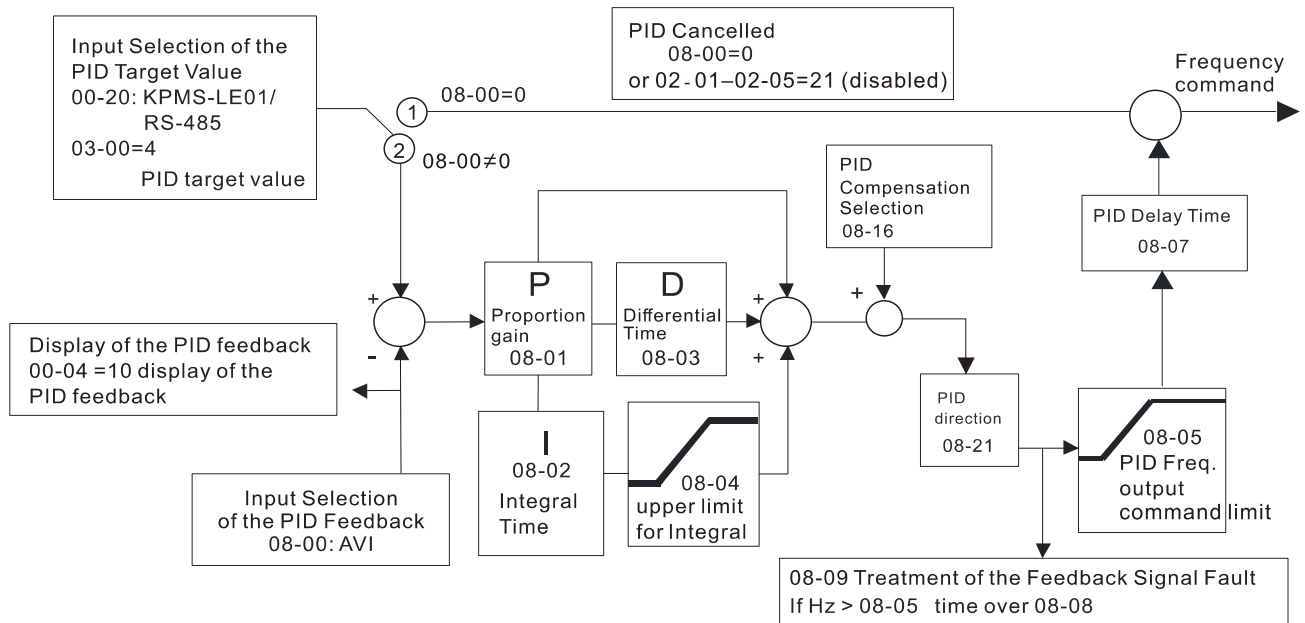 Input Selection of the
PID Target Value
00-20: KPMS-LE01/
RS-485
03-00=4
PID target value
1
08-00=0
2
08-00≠0
PID Cancelled
08-00=0
or 02-01–02-05=21 (disabled)
Frequency
command
PID
Compensation
Selection
08-16
PID Delay Time
08-07
+
-
P
Proportion
gain
08-01
D
Differential
Time
08-03
+
+
+
Display of the PID feedback
00-04 =10 display of the
PID feedback
I
08-02
Integral
Time
08-04
upper limit
for Integral
PID
direction
08-21
08-05
PID Freq.
output
command limit
Input Selection
of the PID Feedback
08-00: AVI
08-09 Treatment of the Feedback Signal Fault
If Hz > 08-05 time over 08-08